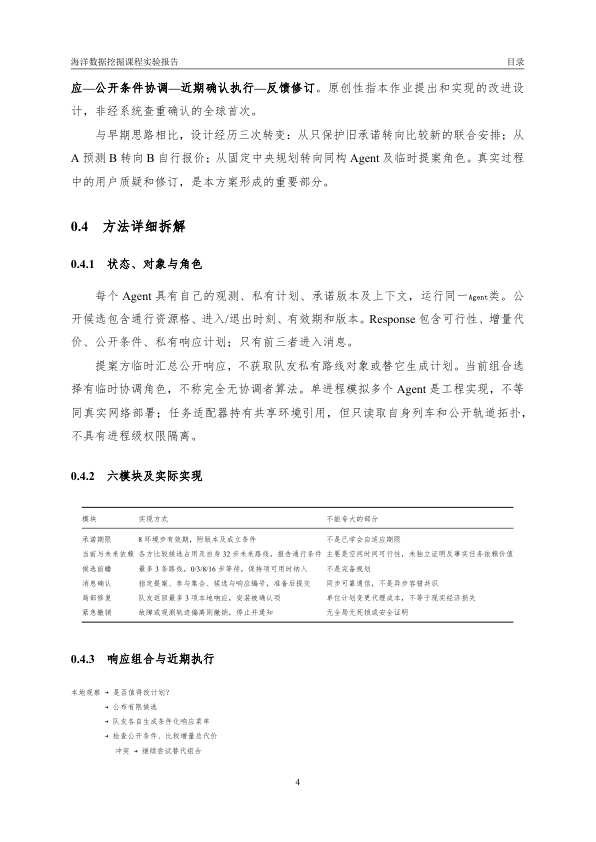 海洋数据挖掘课程实验报告 目录
应—公开条件协调—近期确认执行—反馈修订。原创性指本作业提出和实现的改进设
计，非经系统查重确认的全球首次。
与早期思路相比，设计经历三次转变：从只保护旧承诺转向比较新的联合安排；从
A 预测 B 转向 B 自行报价；从固定中央规划转向同构 Agent 及临时提案角色。真实过程
中的用户质疑和修订，是本方案形成的重要部分。
0.4 方法详细拆解
0.4.1 状态、对象与角色
每个 Agent 具有自己的观测、私有计划、承诺版本及上下文，运行同一Agent类。公
开候选包含通行资源格、进入/退出时刻、有效期和版本。Response 包含可行性、增量代
价、公开条件、私有响应计划；只有前三者进入消息。
提案方临时汇总公开响应，不获取队友私有路线对象或替它生成计划。当前组合选
择有临时协调角色，不称完全无协调者算法。单进程模拟多个 Agent 是工程实现，不等
同真实网络部署；任务适配器持有共享环境引用，但只读取自身列车和公开轨道拓扑，
不具有进程级权限隔离。
0.4.2 六模块及实际实现
模块 实现方式 不能夸大的部分
承诺期限 8 环境步有效期，附版本及成立条件 不是已学会自适应期限
当前与未来依赖 各方比较候选占用及自身 32 步未来路线，报告通行条件 主要是空间时间可行性，未独立证明反事实任务依赖价值
候选前瞻 最多 3 条路线，0/3/8/16 步等待，保持项可用时纳入 不是完备规划
消息确认 指定提案、参与集合、候选与响应编号，准备后提交 同步可靠通信，不是异步容错共识
局部修复 队友返回最多 3 项本地响应，安装被确认项 单位计划变更代理成本，不等于现实经济损失
紧急撤销 故障或观测轨迹偏离则撤销，停止并通知 无全局无死锁或安全证明
0.4.3 响应组合与近期执行
本地观察 → 是否值得改计划？
→ 公布有限候选
→ 队友各自生成条件化响应菜单
→ 检查公开条件、比较增量总代价
冲突 → 继续尝试替代组合
4